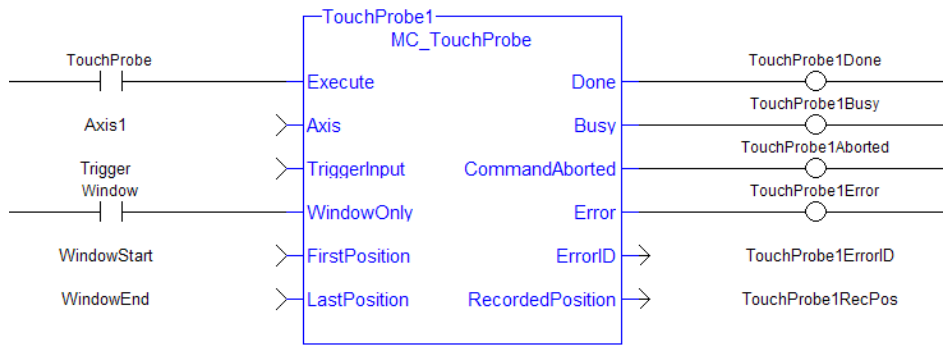 TouchProbe1
MC_TouchProbe
TouchProbe Execute Done TouchProbe1Done
Axis1 Axis Busy TouchProbe1Busy
Trigger TriggerInput CommandAborted TouchProbe1Aborted
Window WindowOnly Error TouchProbe1Error
WindowStart FirstPosition ErrorID TouchProbe1ErrorID
WindowEnd LastPosition RecordedPosition TouchProbe1RecPos